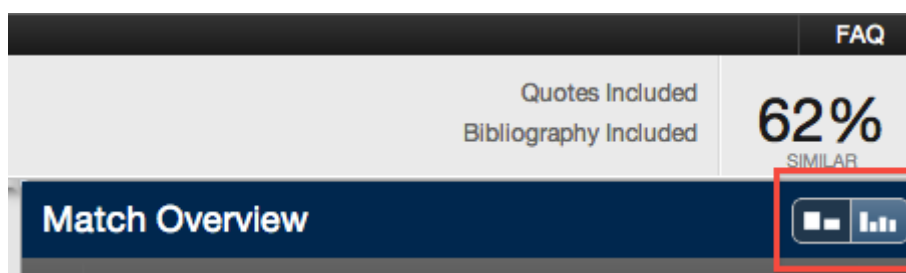 FAQ
Quotes Included
Bibliography Included
62%
SIMILAR
Match Overview